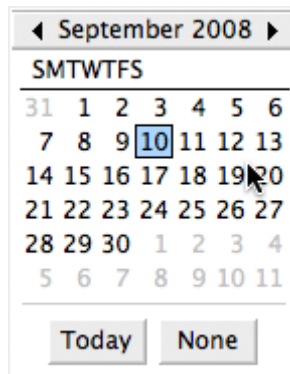 ◀ September 2008 ▶
SMTWTFS
31 1 2 3 4 5 6
7 8 9 10 11 12 13
14 15 16 17 18 19 20
21 22 23 24 25 26 27
28 29 30 1 2 3 4
5 6 7 8 9 10 11
Today None